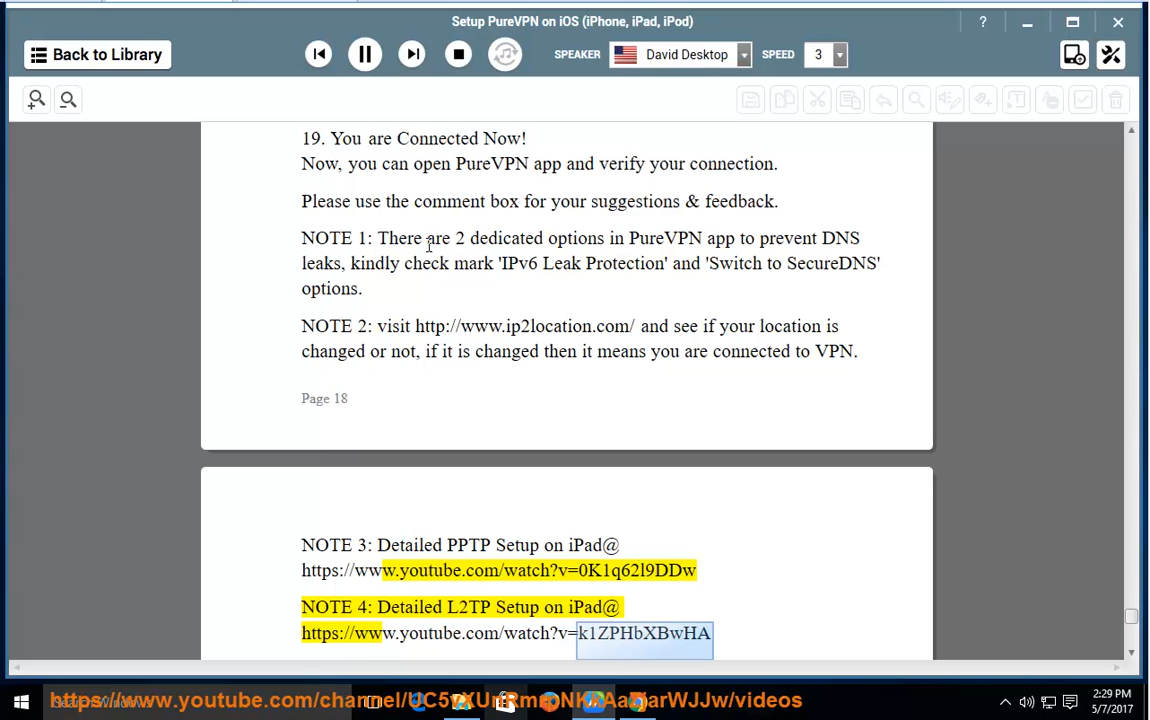 Setup PureVPN on iOS (iPhone, iPad, iPod)
?
Back to Library
SPEAKER
David Desktop
SPEED
3
19. You are Connected Now!
Now, you can open PureVPN app and verify your connection.
Please use the comment box for your suggestions & feedback.
NOTE 1: There are 2 dedicated options in PureVPN app to prevent DNS
leaks, kindly check mark 'IPv6 Leak Protection' and 'Switch to SecureDNS'
options.
NOTE 2: visit http://www.ip2location.com/ and see if your location is
changed or not, if it is changed then it means you are connected to VPN.
Page 18
NOTE 3: Detailed PPTP Setup on iPad@
https://www.youtube.com/watch?v=0K1q62l9DDw
NOTE 4: Detailed L2TP Setup on iPad@
https://www.youtube.com/watch?v=k1ZPHbXBwHA
2:29 PM
5/7/2017